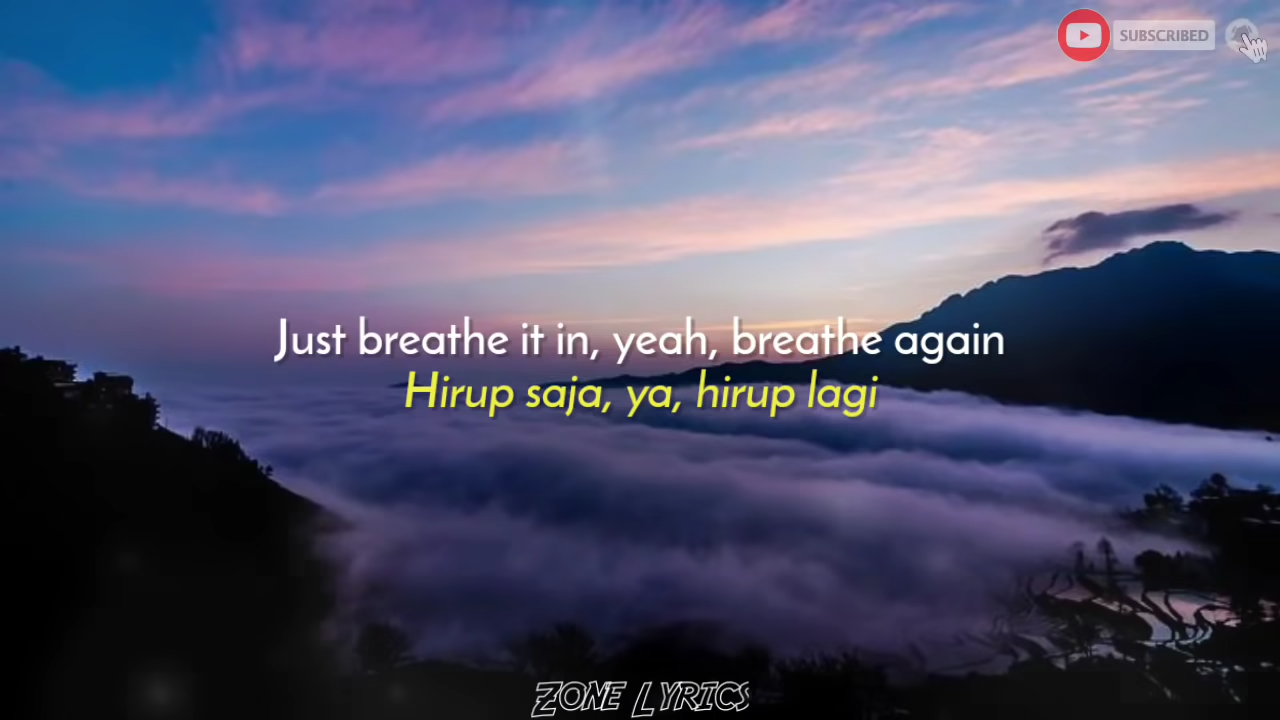 SUBSCRIBED
Just breathe it in, yeah, breathe again
Hirup saja, ya, hirup lagi
ZONE LYRICS